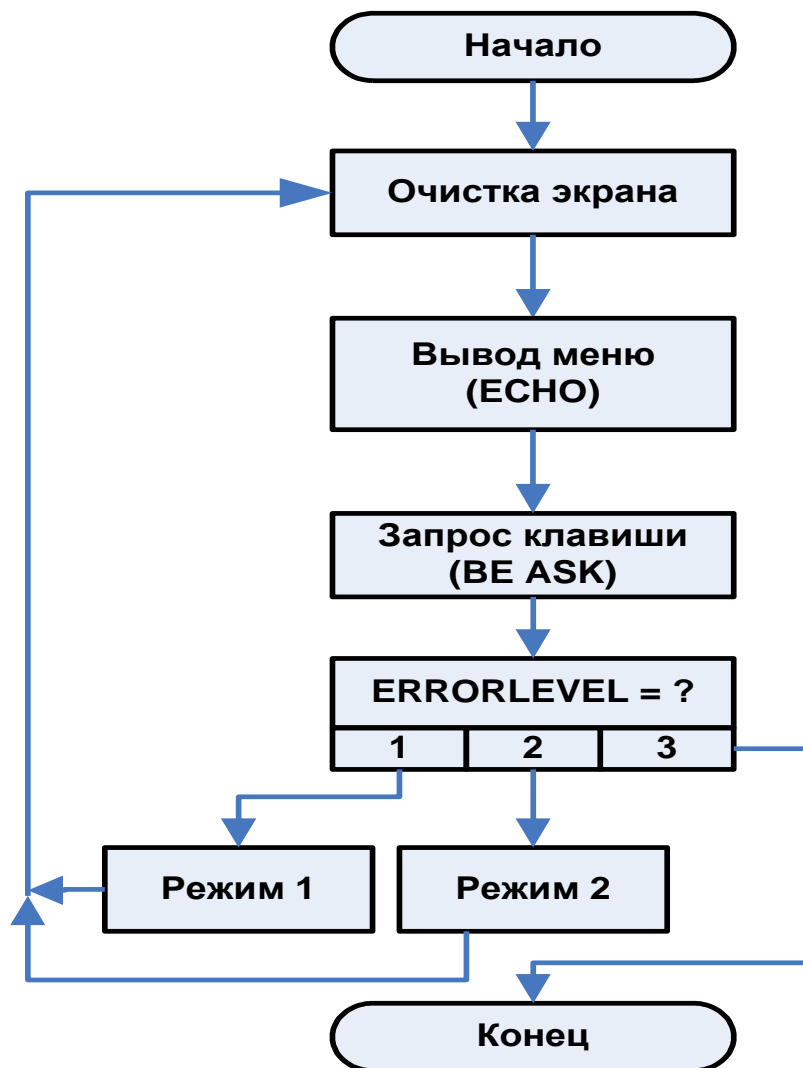 Начало
Очистка экрана
Вывод меню
(ECHO)
Запрос клавиши
(BE ASK)
ERRORLEVEL = ?
1 2 3
Режим 1 Режим 2
Конец